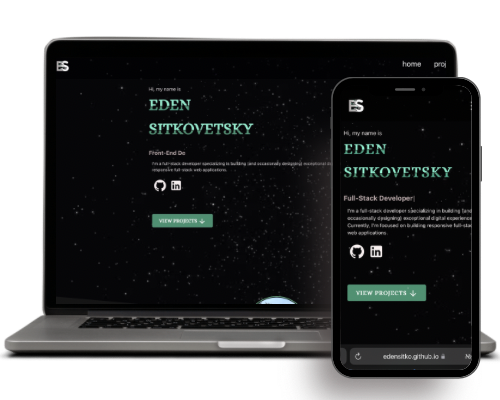 ES
home proj
Hi, my name is
EDEN
SITKOVETSKY
Front-End De
I'm a full-stack developer specializing in building (and occasionally designing) exceptional di
responsive full-stack web applications.
VIEW PROJECTS
ES
Hi, my name is
EDEN
SITKOVETSKY
Full-Stack Developer|
I'm a full-stack developer specializing in building (and
occasionally designing) exceptional digital experience
Currently, I'm focused on building responsive full-stac
web applications.
VIEW PROJECTS
edensitko.github.io